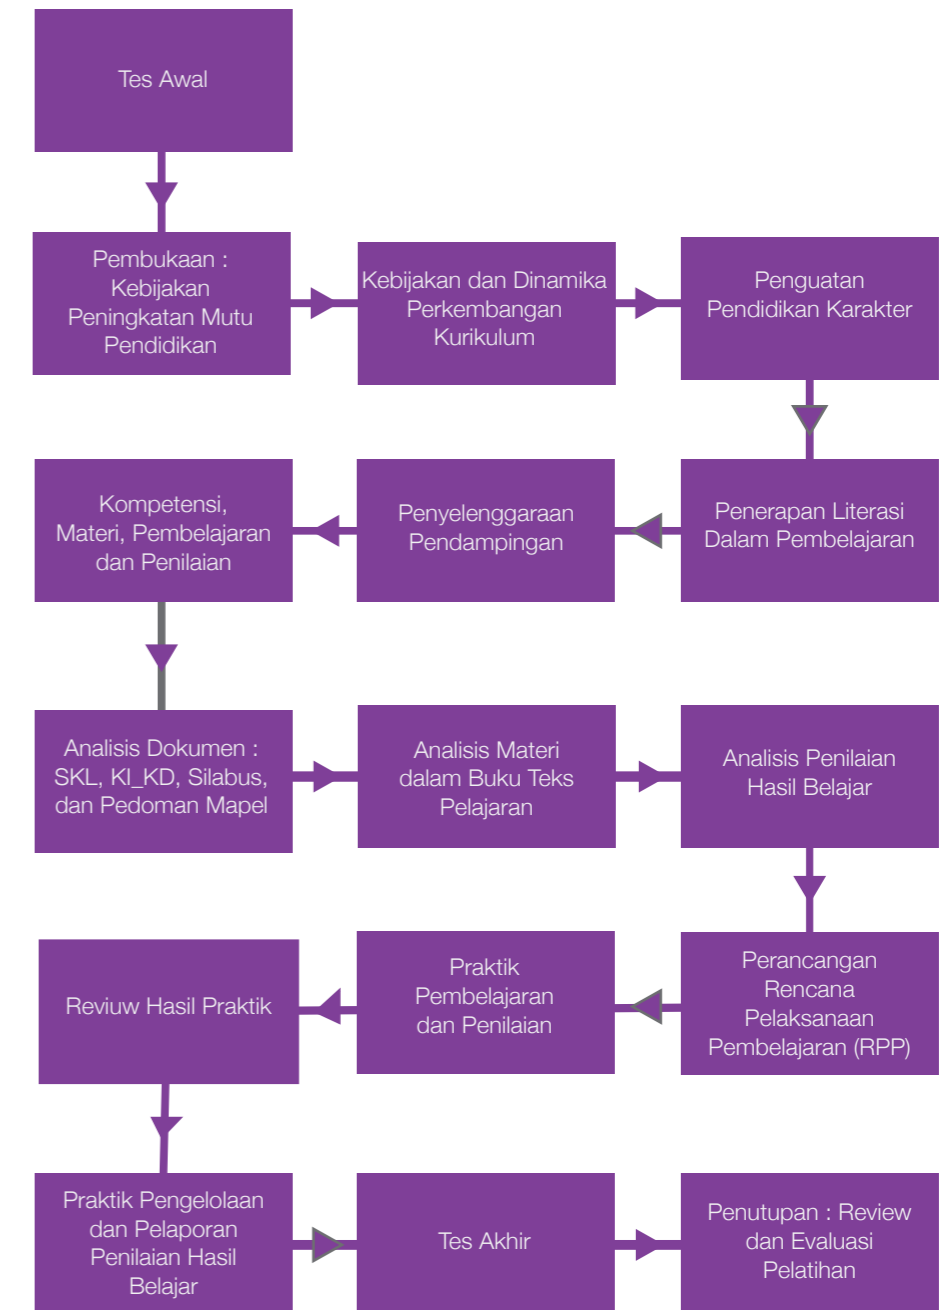 Tes Awal
Pembukaan :
Kebijakan
Peningkatan Mutu
Pendidikan
Kebijakan dan Dinamika
Perkembangan
Kurikulum
Penguatan
Pendidikan Karakter
Penerapan Literasi
Dalam Pembelajaran
Penyelenggaraan
Pendampingan
Kompetensi,
Materi, Pembelajaran
dan Penilaian
Analisis Dokumen :
SKL, KI_KD, Silabus,
dan Pedoman Mapel
Analisis Materi
dalam Buku Teks
Pelajaran
Analisis Penilaian
Hasil Belajar
Perancangan
Rencana
Pelaksanaan
Pembelajaran (RPP)
Praktik
Pembelajaran
dan Penilaian
Reviuw Hasil Praktik
Praktik Pengelolaan
dan Pelaporan
Penilaian Hasil
Belajar
Tes Akhir
Penutupan : Review
dan Evaluasi
Pelatihan